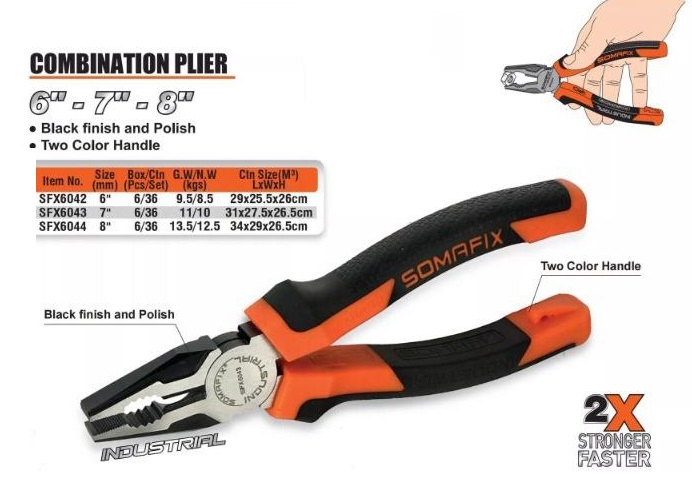 COMBINATION PLIER
6" - 7" - 8"
• Black finish and Polish
• Two Color Handle
Item No. Size (mm) Box/Ctn (Pcs/Set) G.W/N.W (kgs) Ctn Size(M³) LxWxH
SFX6042 6" 6/36 9.5/8.5 29x25.5x26cm
SFX6043 7" 6/36 11/10 31x27.5x26.5cm
SFX6044 8" 6/36 13.5/12.5 34x29x26.5cm
SOMAFIX
INDUSTRIAL
SOMAFIX
Two Color Handle
Black finish and Polish
SOMAFIX
INDUSTRIAL
SFX6043
INDUSTRIAL
2X
STRONGER
FASTER